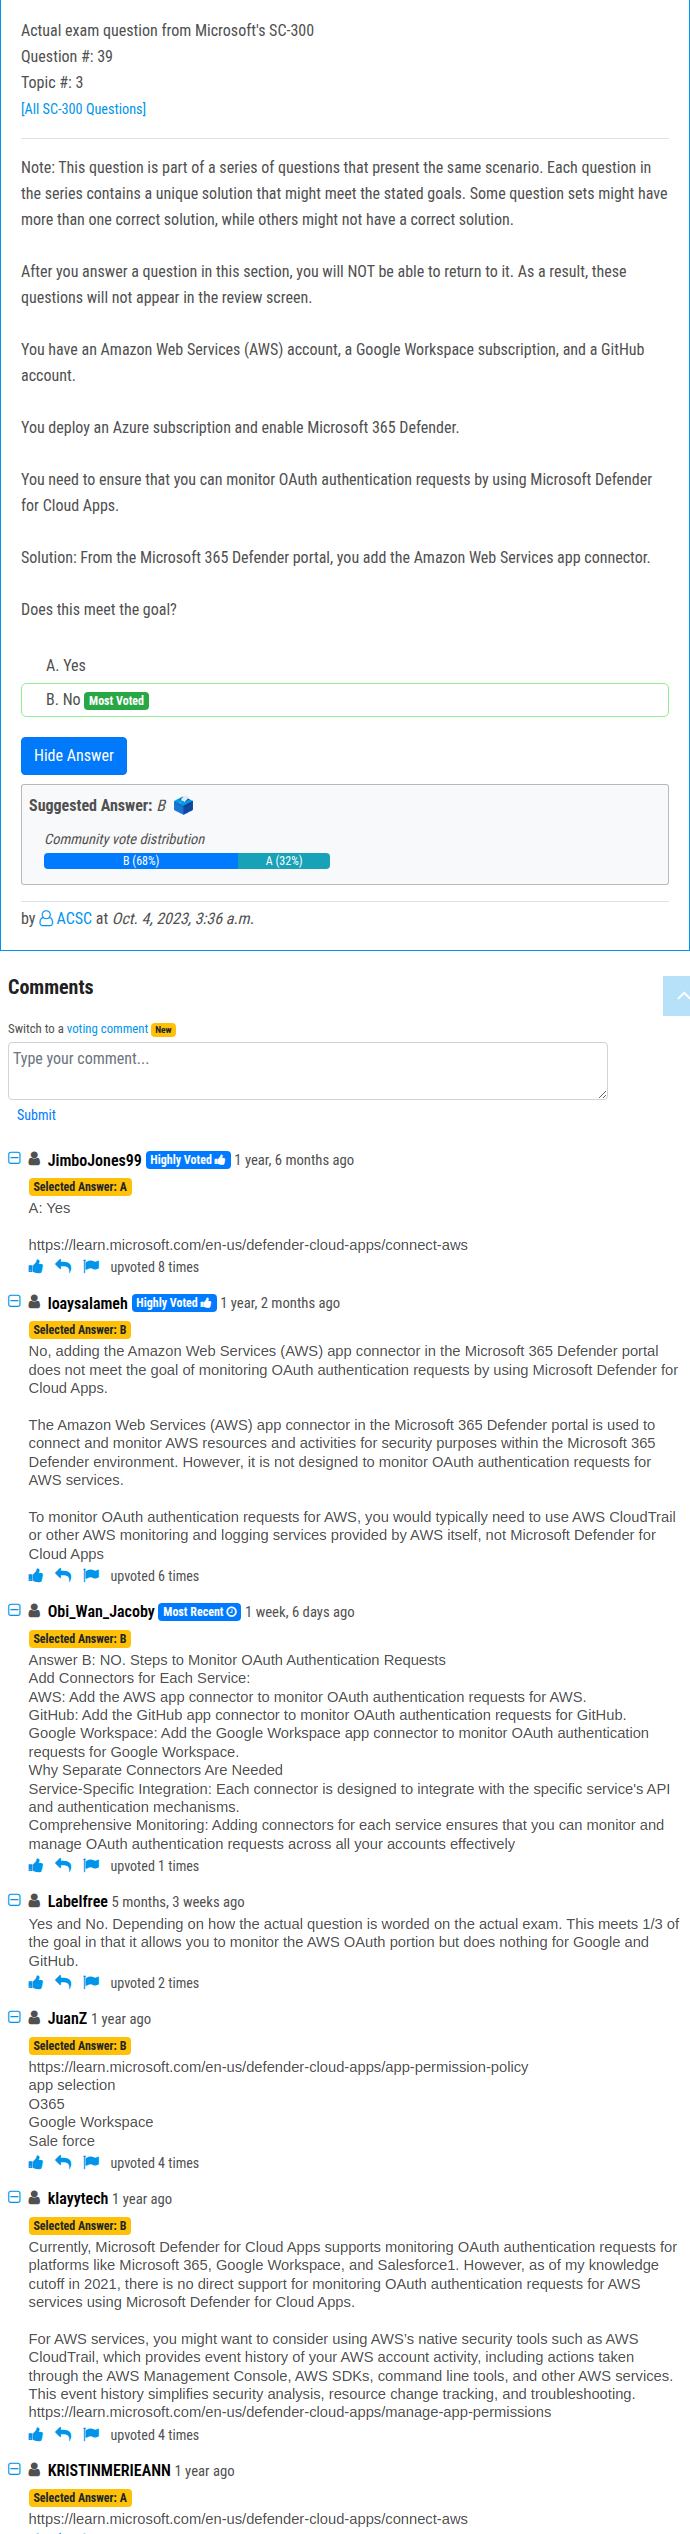 Actual exam question from Microsoft's SC-300
Question #: 39
Topic #: 3
[All SC-300 Questions]
Note: This question is part of a series of questions that present the same scenario. Each question in
the series contains a unique solution that might meet the stated goals. Some question sets might have
more than one correct solution, while others might not have a correct solution.
After you answer a question in this section, you will NOT be able to return to it. As a result, these
questions will not appear in the review screen.
You have an Amazon Web Services (AWS) account, a Google Workspace subscription, and a GitHub
account.
You deploy an Azure subscription and enable Microsoft 365 Defender.
You need to ensure that you can monitor OAuth authentication requests by using Microsoft Defender
for Cloud Apps.
Solution: From the Microsoft 365 Defender portal, you add the Amazon Web Services app connector.
Does this meet the goal?
A. Yes
B. No Most Voted
Hide Answer
Suggested Answer: B
Community vote distribution
B (68%) A (32%)
by ACSC at Oct. 4, 2023, 3:36 a.m.
Comments
Switch to a voting comment New
Type your comment...
Submit
JimboJones99 Highly Voted 1 year, 6 months ago
Selected Answer: A
A: Yes
https://learn.microsoft.com/en-us/defender-cloud-apps/connect-aws
upvoted 8 times
loaysalameh Highly Voted 1 year, 2 months ago
Selected Answer: B
No, adding the Amazon Web Services (AWS) app connector in the Microsoft 365 Defender portal
does not meet the goal of monitoring OAuth authentication requests by using Microsoft Defender for
Cloud Apps.
The Amazon Web Services (AWS) app connector in the Microsoft 365 Defender portal is used to
connect and monitor AWS resources and activities for security purposes within the Microsoft 365
Defender environment. However, it is not designed to monitor OAuth authentication requests for
AWS services.
To monitor OAuth authentication requests for AWS, you would typically need to use AWS CloudTrail
or other AWS monitoring and logging services provided by AWS itself, not Microsoft Defender for
Cloud Apps
upvoted 6 times
Obi_Wan_Jacoby Most Recent 1 week, 6 days ago
Selected Answer: B
Answer B: NO. Steps to Monitor OAuth Authentication Requests
Add Connectors for Each Service:
AWS: Add the AWS app connector to monitor OAuth authentication requests for AWS.
GitHub: Add the GitHub app connector to monitor OAuth authentication requests for GitHub.
Google Workspace: Add the Google Workspace app connector to monitor OAuth authentication
requests for Google Workspace.
Why Separate Connectors Are Needed
Service-Specific Integration: Each connector is designed to integrate with the specific service's API
and authentication mechanisms.
Comprehensive Monitoring: Adding connectors for each service ensures that you can monitor and
manage OAuth authentication requests across all your accounts effectively
upvoted 1 times
Labelfree 5 months, 3 weeks ago
Yes and No. Depending on how the actual question is worded on the actual exam. This meets 1/3 of
the goal in that it allows you to monitor the AWS OAuth portion but does nothing for Google and
GitHub.
upvoted 2 times
JuanZ 1 year ago
Selected Answer: B
https://learn.microsoft.com/en-us/defender-cloud-apps/app-permission-policy
app selection
O365
Google Workspace
Sale force
upvoted 4 times
klayytech 1 year ago
Selected Answer: B
Currently, Microsoft Defender for Cloud Apps supports monitoring OAuth authentication requests for
platforms like Microsoft 365, Google Workspace, and Salesforce1. However, as of my knowledge
cutoff in 2021, there is no direct support for monitoring OAuth authentication requests for AWS
services using Microsoft Defender for Cloud Apps.
For AWS services, you might want to consider using AWS's native security tools such as AWS
CloudTrail, which provides event history of your AWS account activity, including actions taken
through the AWS Management Console, AWS SDKs, command line tools, and other AWS services.
This event history simplifies security analysis, resource change tracking, and troubleshooting.
https://learn.microsoft.com/en-us/defender-cloud-apps/manage-app-permissions
upvoted 4 times
KRISTINMERIEANN 1 year ago
Selected Answer: A
https://learn.microsoft.com/en-us/defender-cloud-apps/connect-aws